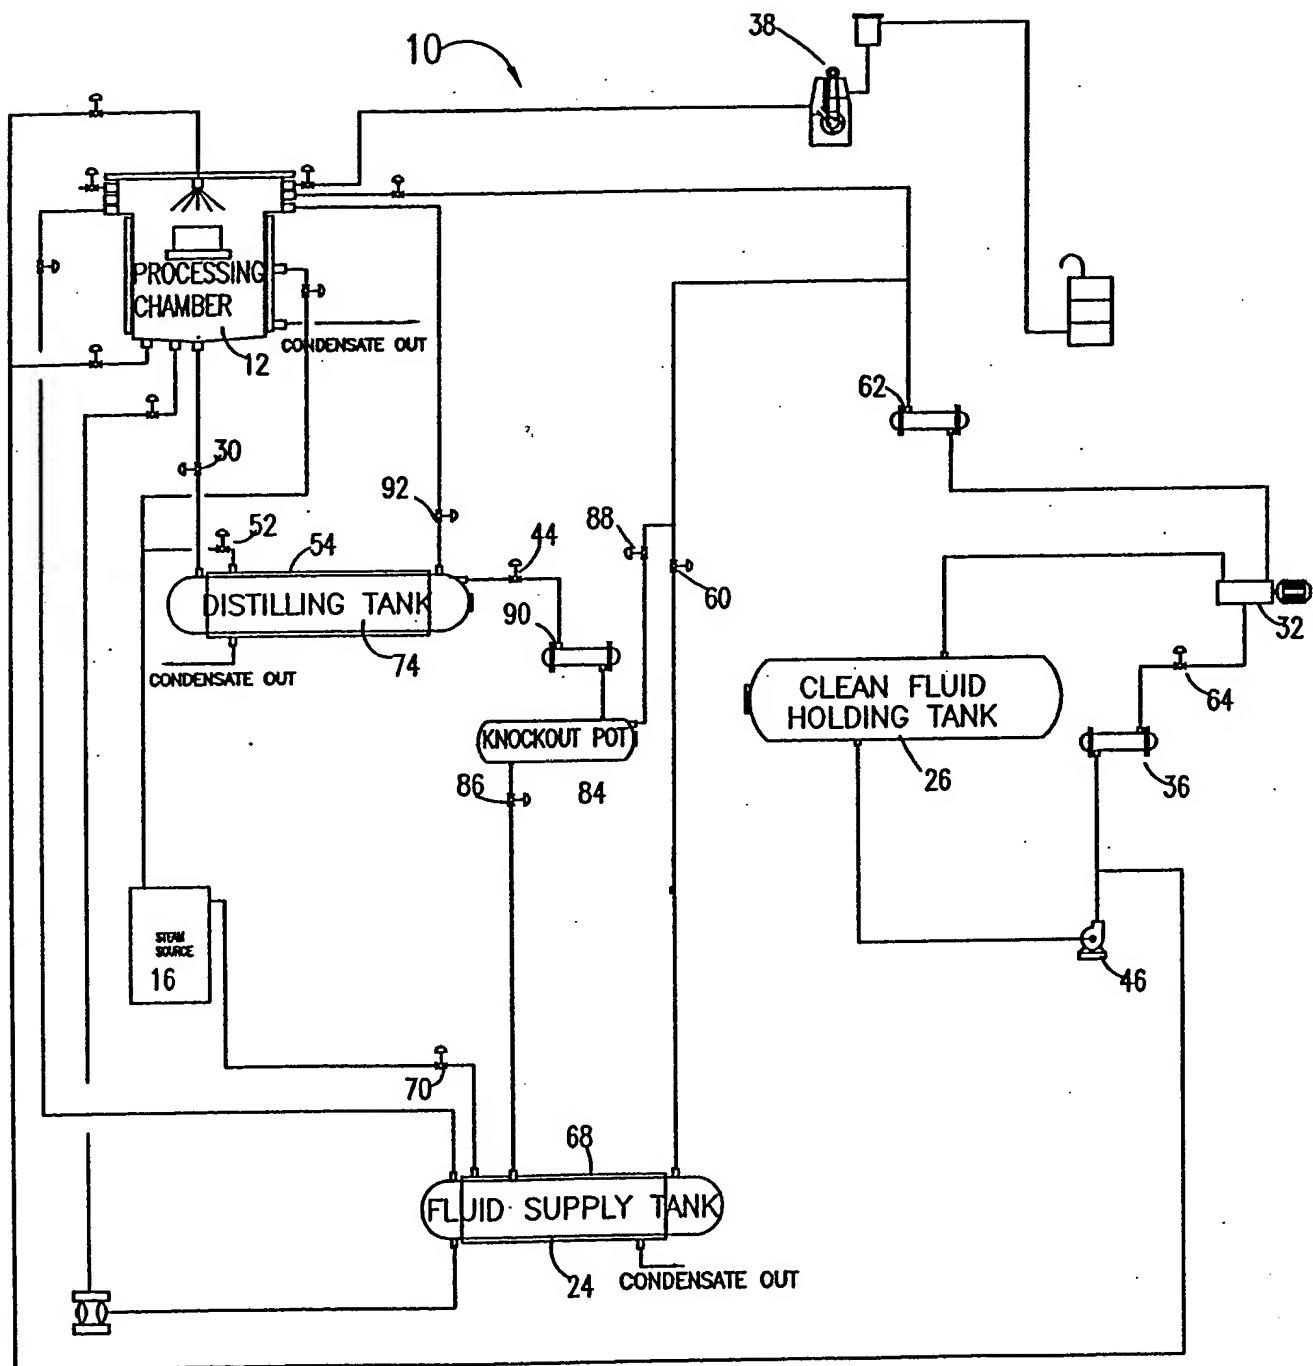 38
10
PROCESSING
CHAMBER
CONDENSATE OUT
12
62
30
92
52
54
44
88
60
DISTILLING TANK
90
32
74
CONDENSATE OUT
CLEAN FLUID
HOLDING TANK
64
KNOCKOUT POT
86
84
26
36
STEAM
SOURCE
16
46
70
68
FLUID SUPPLY TANK
24
CONDENSATE OUT